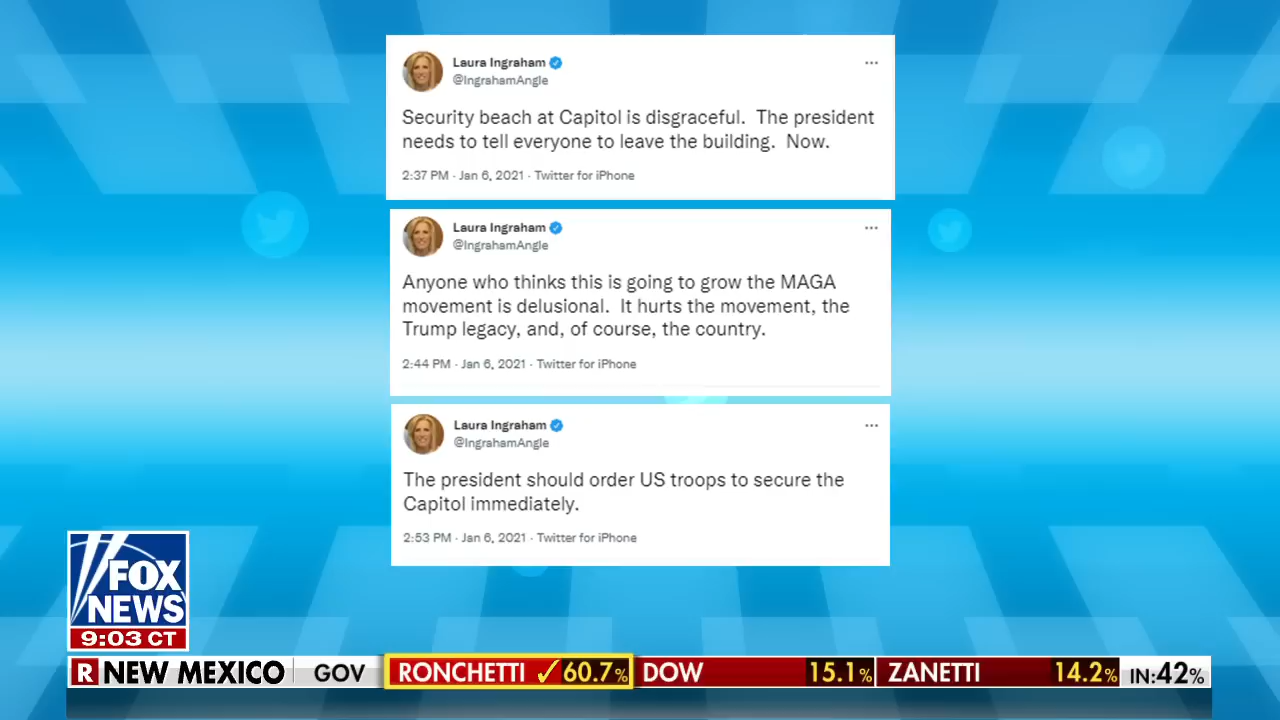 Laura Ingraham
@IngrahamAngle
Security beach at Capitol is disgraceful. The president
needs to tell everyone to leave the building. Now.
2:37 PM · Jan 6, 2021 · Twitter for iPhone
Laura Ingraham
@IngrahamAngle
Anyone who thinks this is going to grow the MAGA
movement is delusional. It hurts the movement, the
Trump legacy, and, of course, the country.
2:44 PM · Jan 6, 2021 · Twitter for iPhone
Laura Ingraham
@IngrahamAngle
The president should order US troops to secure the
Capitol immediately.
2:53 PM · Jan 6, 2021 · Twitter for iPhone
FOX
NEWS
9:03 CT
R NEW MEXICO GOV RONCHETTI ✓ 60.7% DOW 15.1% ZANETTI 14.2% IN:42%